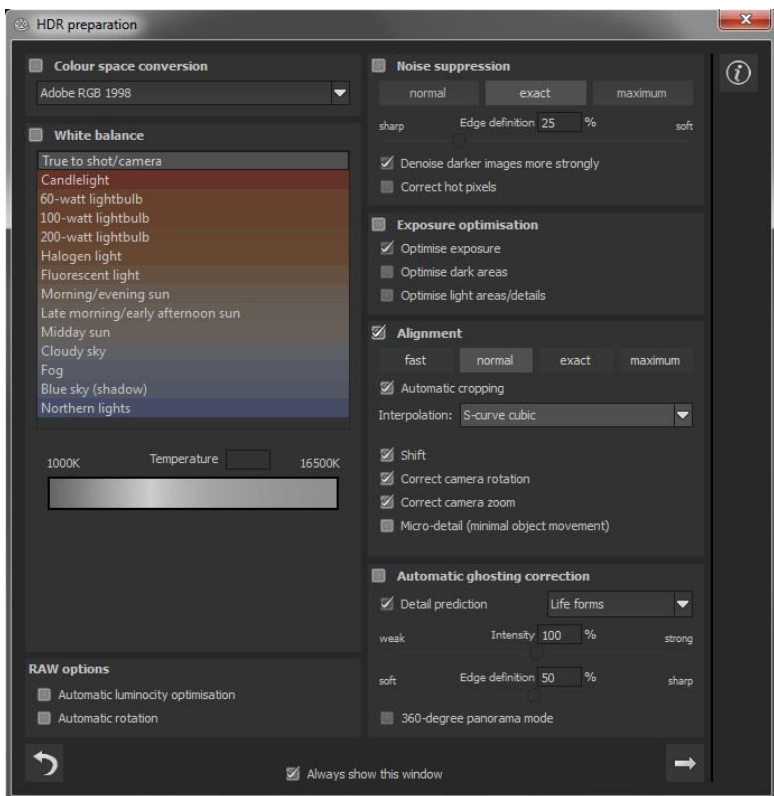 HDR preparation
Colour space conversion
Adobe RGB 1998
White balance
True to shot/camera
Candlelight
60-watt lightbulb
100-watt lightbulb
200-watt lightbulb
Halogen light
Fluorescent light
Morning/evening sun
Late morning/early afternoon sun
Midday sun
Cloudy sky
Fog
Blue sky (shadow)
Northern lights
1000K Temperature 16500K
RAW options
Automatic luminocity optimisation
Automatic rotation
Noise suppression
normal exact maximum
sharp Edge definition 25 % soft
Denoise darker images more strongly
Correct hot pixels
Exposure optimisation
Optimise exposure
Optimise dark areas
Optimise light areas/details
Alignment
fast normal exact maximum
Automatic cropping
Interpolation: S-curve cubic
Shift
Correct camera rotation
Correct camera zoom
Micro-detail (minimal object movement)
Automatic ghosting correction
Detail prediction Life forms
weak Intensity 100 % strong
soft Edge definition 50 % sharp
360-degree panorama mode
Always show this window